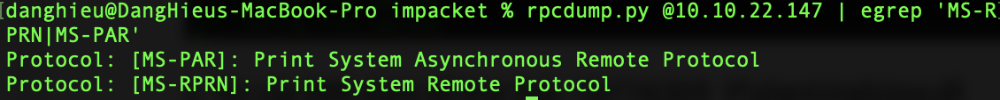 danghieu@DangHieus-MacBook-Pro impacket % rpcdump.py @10.10.22.147 | egrep 'MS-R
PRN|MS-PAR'
Protocol: [MS-PAR]: Print System Asynchronous Remote Protocol
Protocol: [MS-RPRN]: Print System Remote Protocol